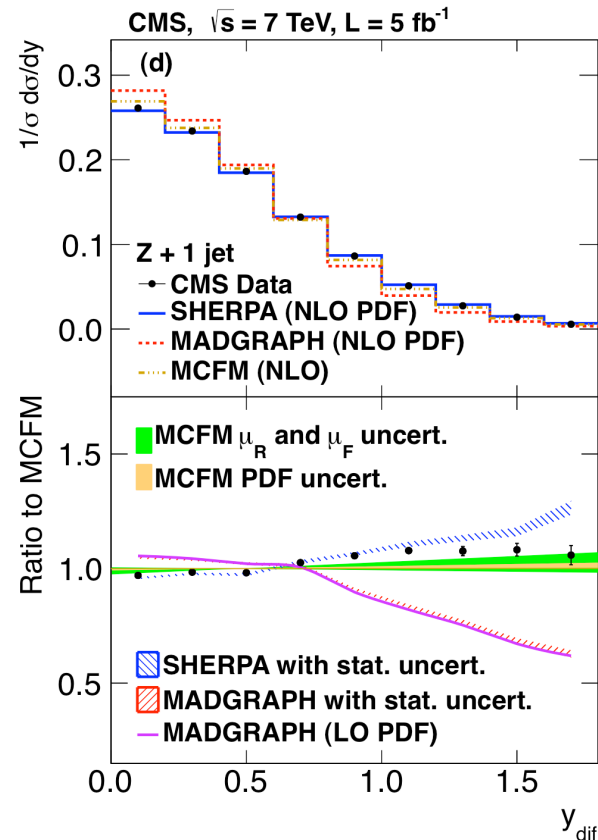 CMS, √s = 7 TeV, L = 5 fb⁻¹
(d)
1/σ dσ/dy
0.3
0.2
0.1
0.0
Z + 1 jet
CMS Data
SHERPA (NLO PDF)
MADGRAPH (NLO PDF)
MCFM (NLO)
Ratio to MCFM
1.5
1.0
0.5
MCFM μ_R and μ_F uncert.
MCFM PDF uncert.
SHERPA with stat. uncert.
MADGRAPH with stat. uncert.
MADGRAPH (LO PDF)
0.0 0.5 1.0 1.5
y_dif